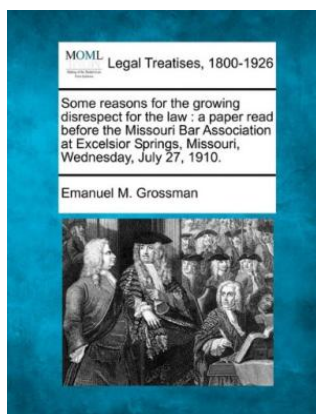 MOML Legal Treatises, 1800-1926
Some reasons for the growing
disrespect for the law : a paper read
before the Missouri Bar Association
at Excelsior Springs, Missouri,
Wednesday, July 27, 1910.
Emanuel M. Grossman